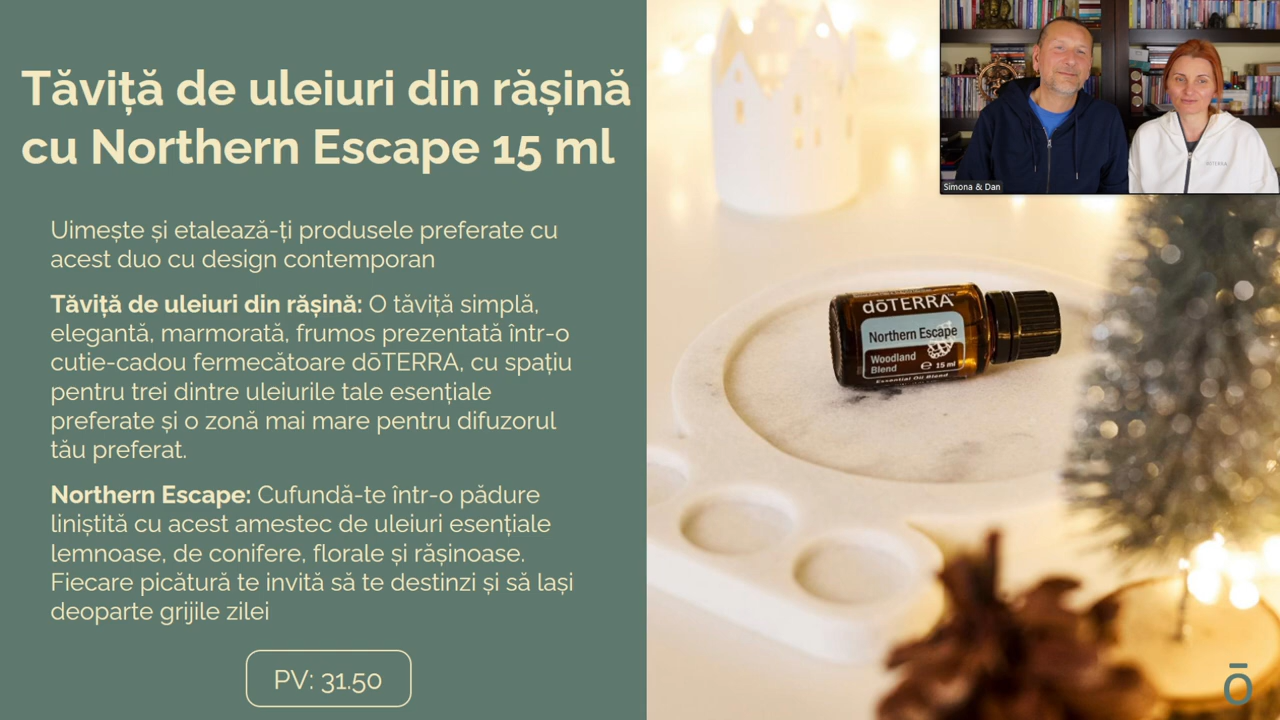 Tăviță de uleiuri din rășină
cu Northern Escape 15 ml
Uimește și etalează-ți produsele preferate cu
acest duo cu design contemporan
Tăviță de uleiuri din rășină: O tăviță simplă,
elegantă, marmorată, frumos prezentată într-o
cutie-cadou fermecătoare dōTERRA, cu spațiu
pentru trei dintre uleiurile tale esențiale
preferate și o zonă mai mare pentru difuzorul
tău preferat.
Northern Escape: Cufundă-te într-o pădure
liniștită cu acest amestec de uleiuri esențiale
lemnoase, de conifere, florale și rășinoase.
Fiecare picătură te invită să te destinzi și să lași
deoparte grijile zilei
PV: 31.50
Simona & Dan
dōTERRA
dōTERRA™
Northern Escape
Woodland
Blend
15 ml
Essential Oil Blend
ō